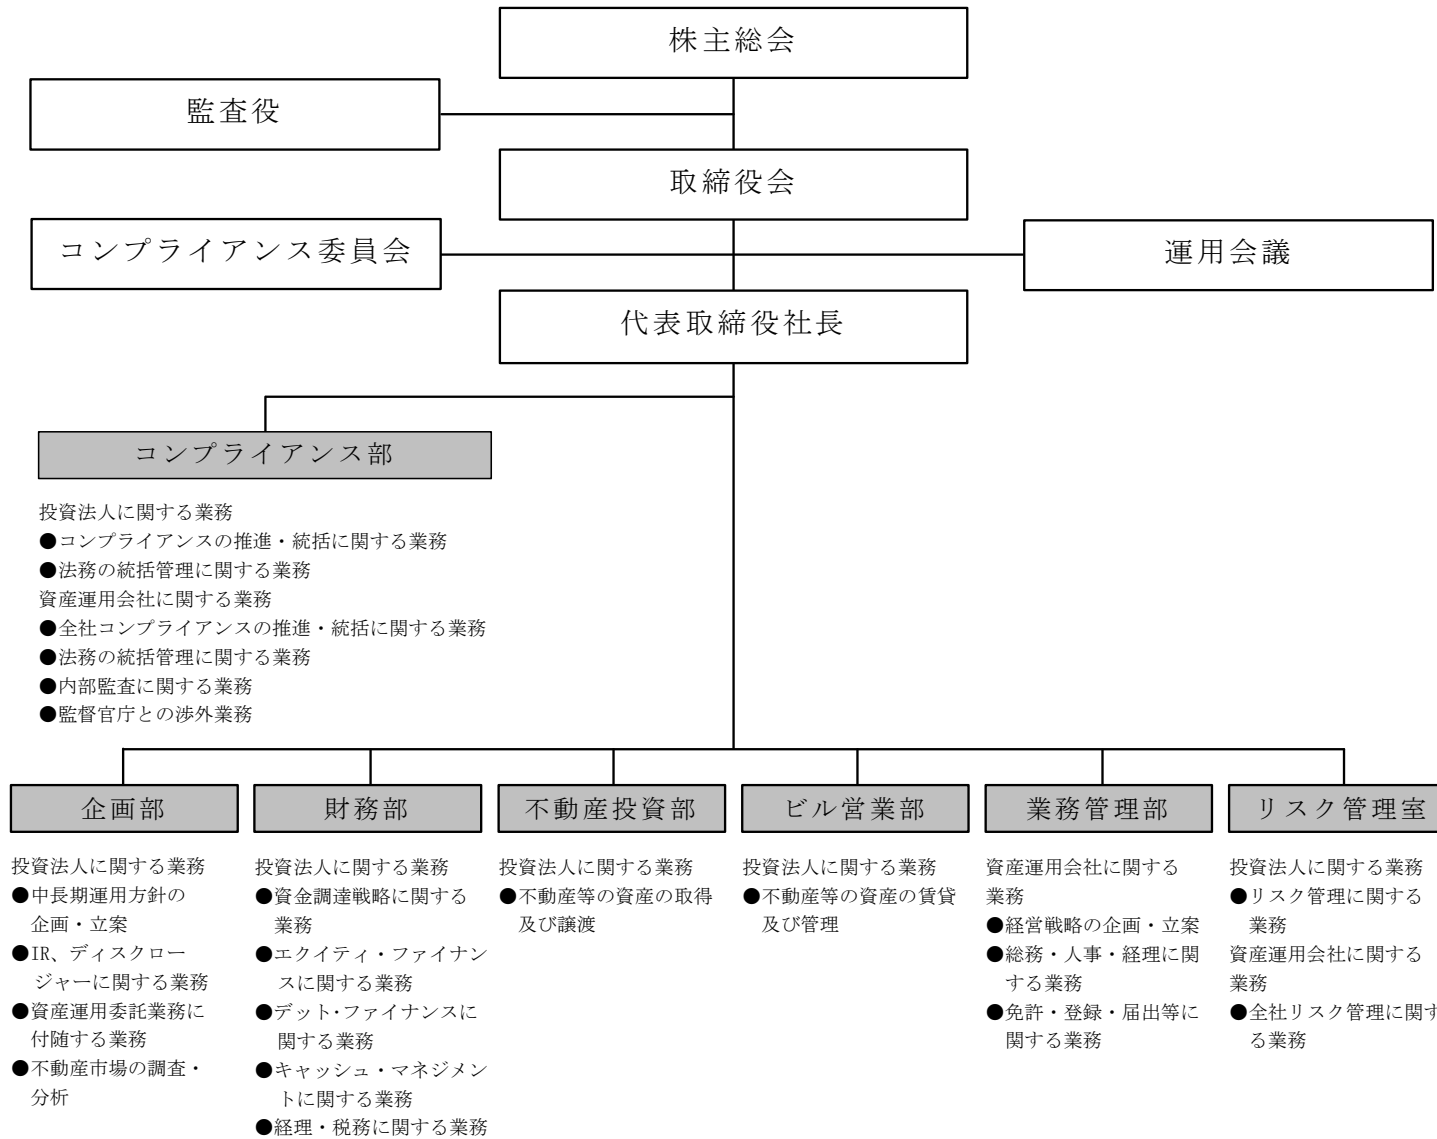 株主総会
監査役
取締役会
コンプライアンス委員会
運用会議
代表取締役社長
コンプライアンス部
投資法人に関する業務
●コンプライアンスの推進・統括に関する業務
●法務の統括管理に関する業務
資産運用会社に関する業務
●全社コンプライアンスの推進・統括に関する業務
●法務の統括管理に関する業務
●内部監査に関する業務
●監督官庁との渉外業務
企画部
投資法人に関する業務
●中長期運用方針の
企画・立案
●IR、ディスクロー
ジャーに関する業務
●資産運用委託業務に
付随する業務
●不動産市場の調査・
分析
財務部
投資法人に関する業務
●資金調達戦略に関する
業務
●エクイティ・ファイナン
スに関する業務
●デット・ファイナンスに
関する業務
●キャッシュ・マネジメン
トに関する業務
●経理・税務に関する業務
不動産投資部
投資法人に関する業務
●不動産等の資産の取得
及び譲渡
ビル営業部
投資法人に関する業務
●不動産等の資産の賃貸
及び管理
業務管理部
資産運用会社に関する
業務
●経営戦略の企画・立案
●総務・人事・経理に関
する業務
●免許・登録・届出等に
関する業務
リスク管理室
投資法人に関する業務
●リスク管理に関する
業務
資産運用会社に関する
業務
●全社リスク管理に関す
る業務